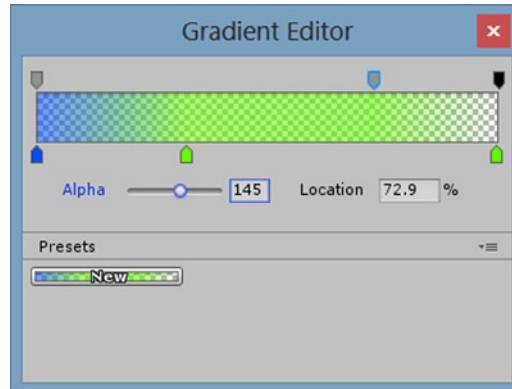 Gradient Editor
Alpha 145 Location 72.9 %
Presets
New